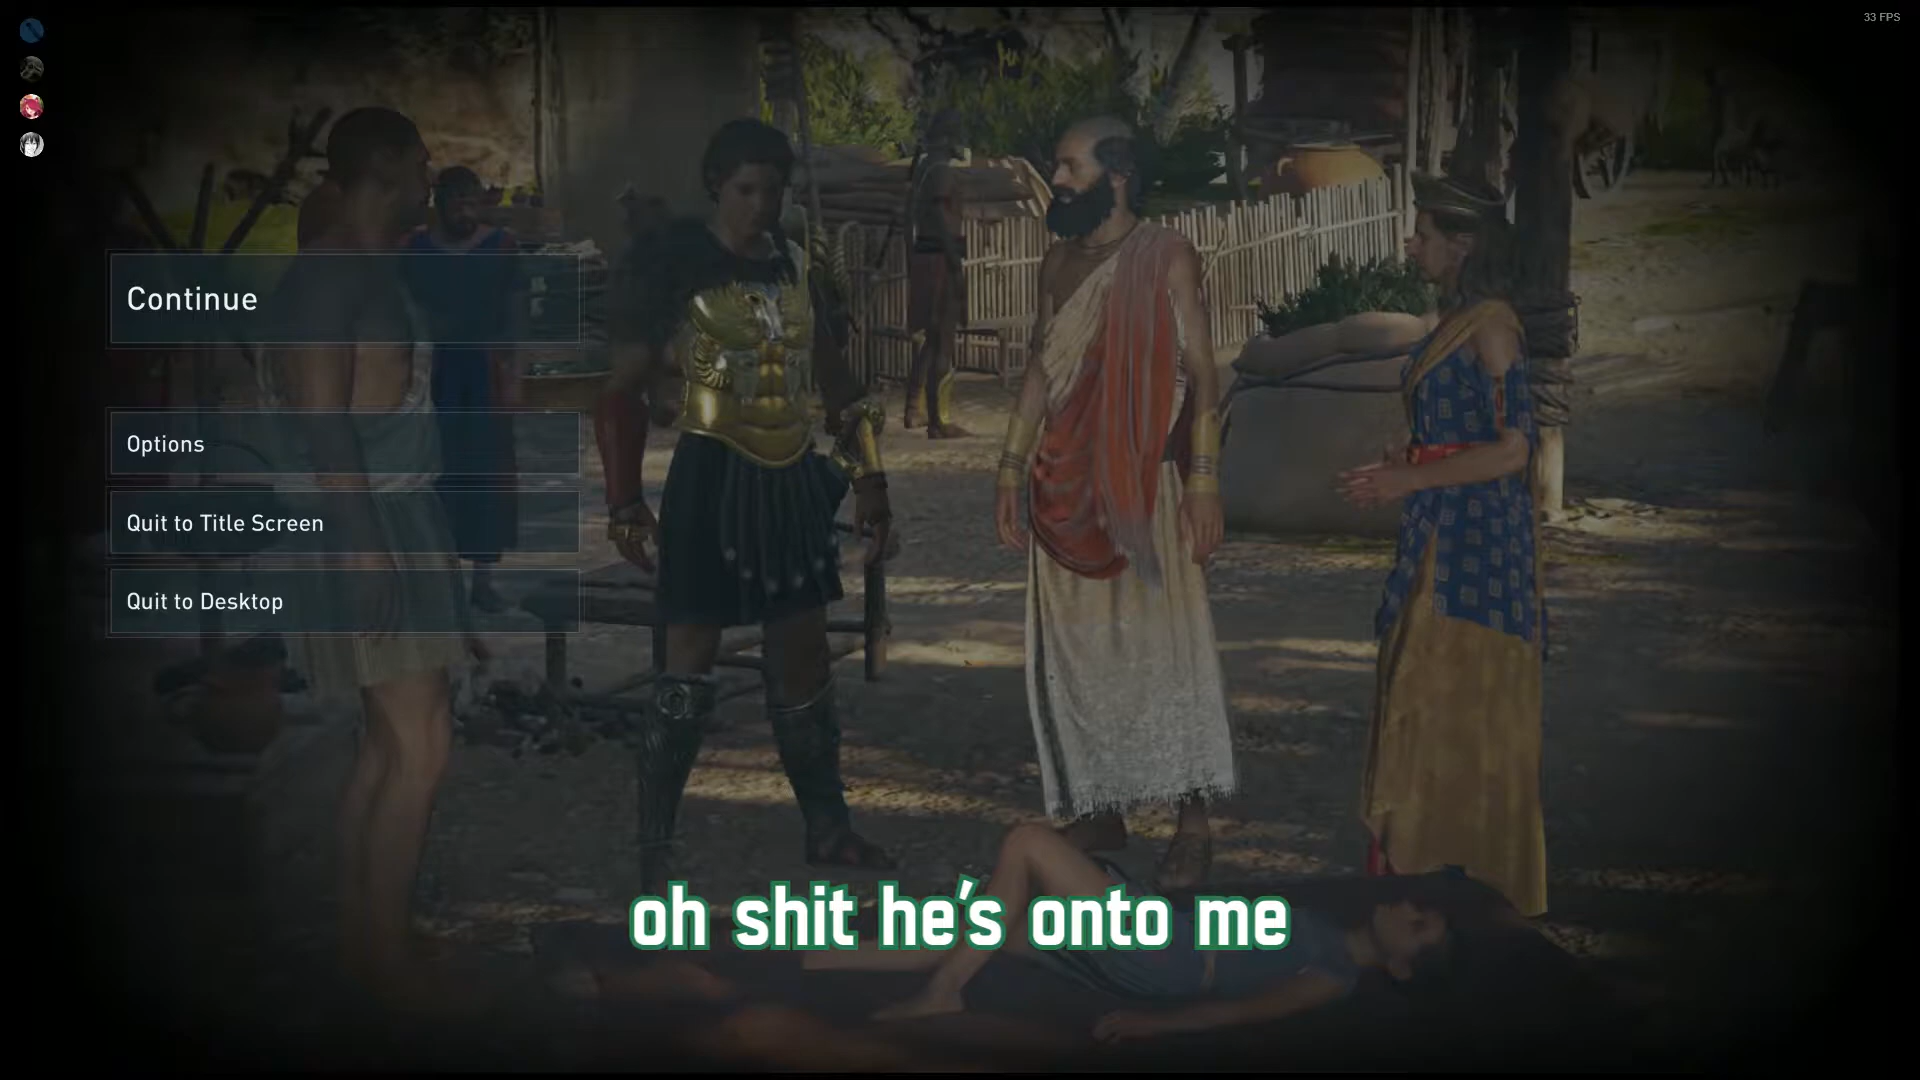 33 FPS
Continue
Options
Quit to Title Screen
Quit to Desktop
oh shit he's onto me